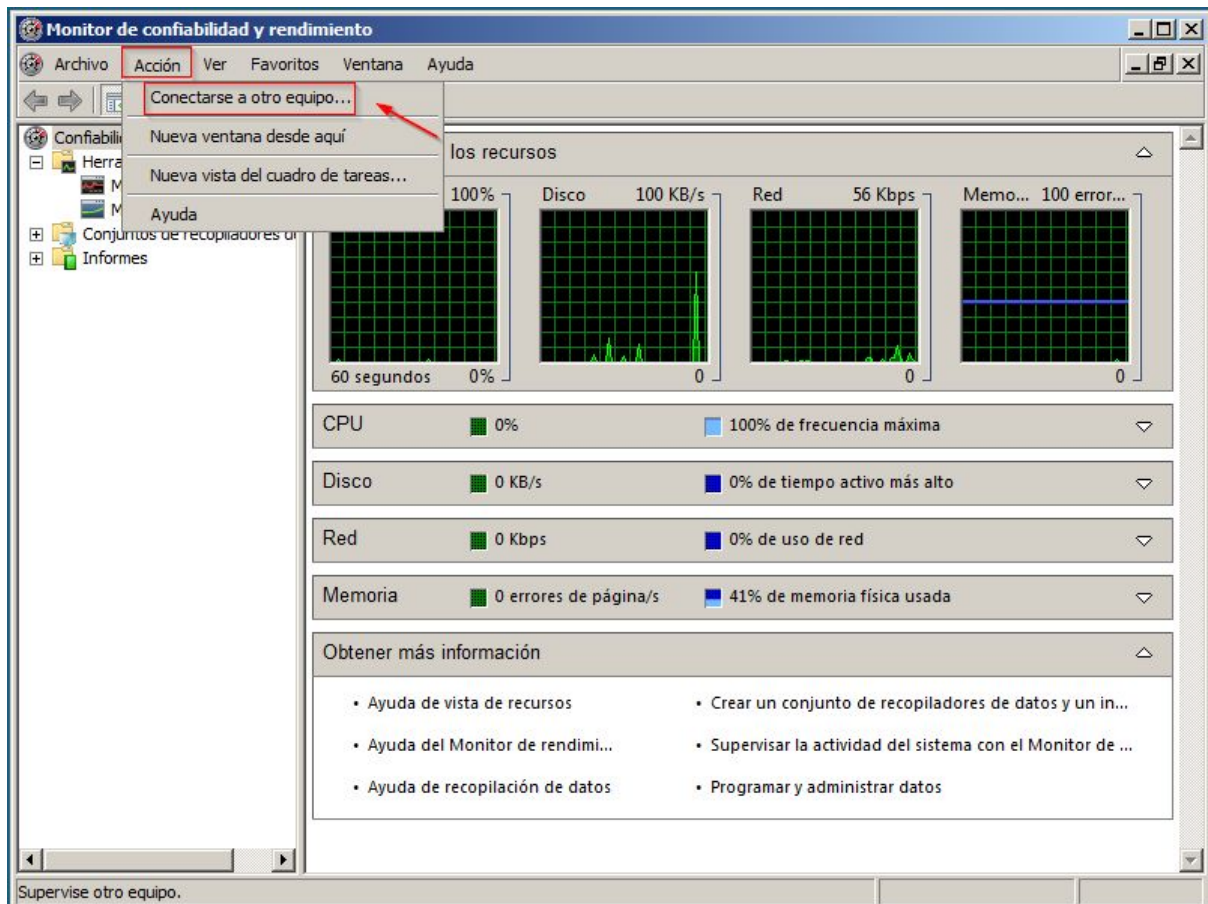 Monitor de confiabilidad y rendimiento
Archivo Acción Ver Favoritos Ventana Ayuda
Conectarse a otro equipo...
Nueva ventana desde aquí
Nueva vista del cuadro de tareas...
Ayuda
Conjuntos de recopiladores
Informes
los recursos
100% Disco 100 KB/s Red 56 Kbps Memo... 100 error...
60 segundos 0% 0 0 0
CPU 0% 100% de frecuencia máxima
Disco 0 KB/s 0% de tiempo activo más alto
Red 0 Kbps 0% de uso de red
Memoria 0 errores de página/s 41% de memoria física usada
Obtener más información
• Ayuda de vista de recursos • Crear un conjunto de recopiladores de datos y un in...
• Ayuda del Monitor de rendimi... • Supervisar la actividad del sistema con el Monitor de ...
• Ayuda de recopilación de datos • Programar y administrar datos
Supervise otro equipo.